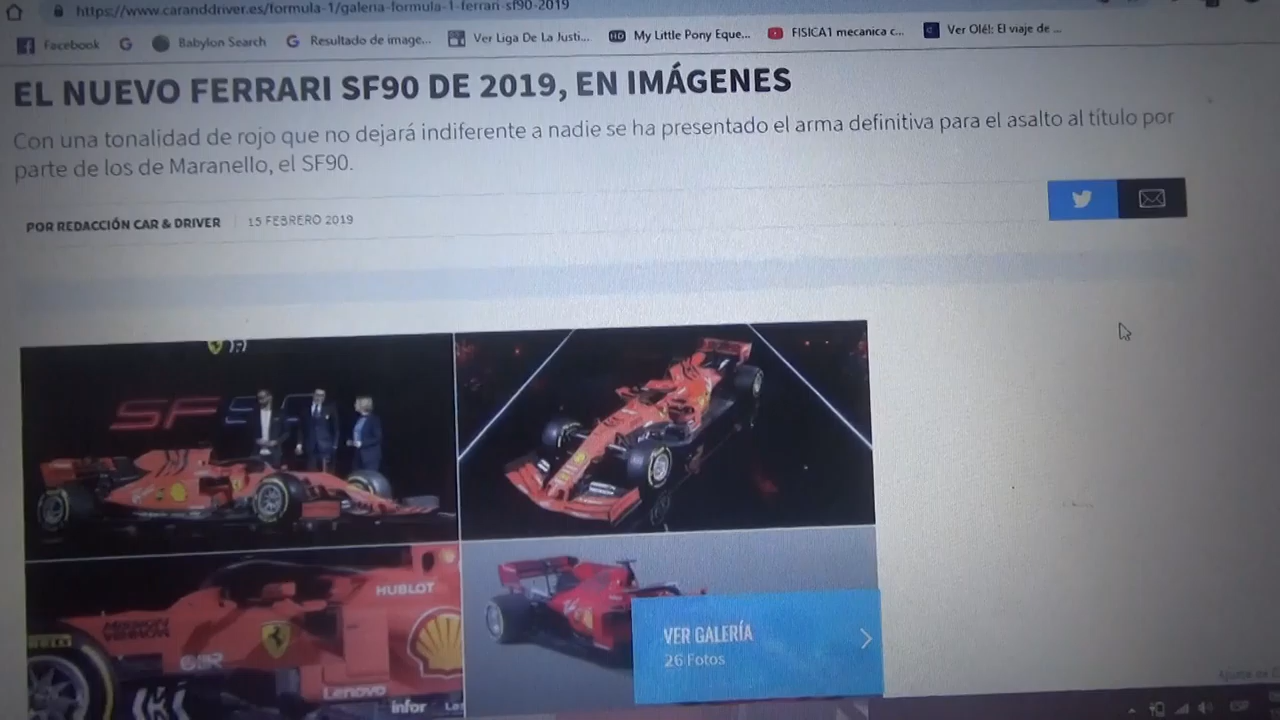 https://www.caranddriver.es/formula-1/galeria-formula-1-ferrari-sf90-2019
Facebook
Babylon Search
Resultado de image...
Ver Liga De La Justi...
My Little Pony Eque...
FISICA1 mecanica c...
Ver Olé!: El viaje de ...
EL NUEVO FERRARI SF90 DE 2019, EN IMÁGENES
Con una tonalidad de rojo que no dejará indiferente a nadie se ha presentado el arma definitiva para el asalto al título por
parte de los de Maranello, el SF90.
POR REDACCIÓN CAR & DRIVER 15 FEBRERO 2019
SF
HUBLOT
MISSION
WINNOW
Lenovo
infor
VER GALERÍA
26 Fotos